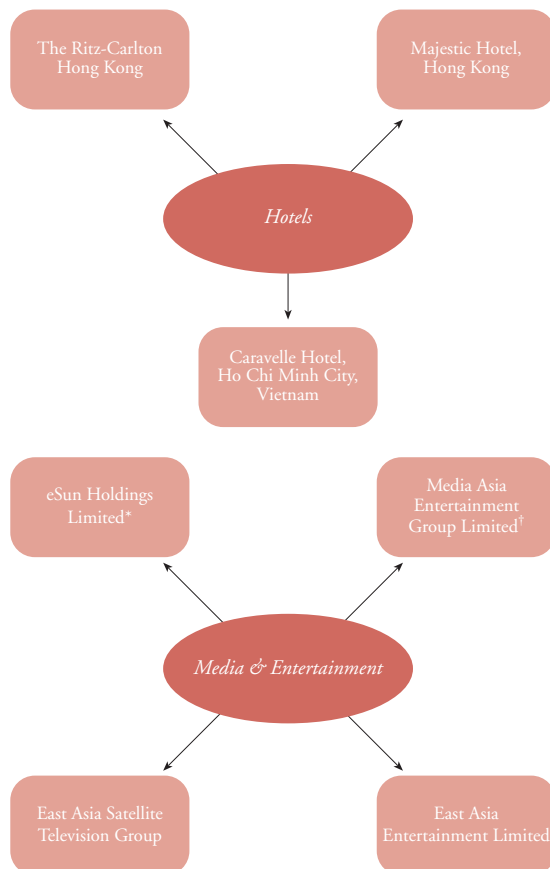 The Ritz-Carlton
Hong Kong
Majestic Hotel,
Hong Kong
Hotels
Caravelle Hotel,
Ho Chi Minh City,
Vietnam
eSun Holdings
Limited*
Media Asia
Entertainment
Group Limited†
Media & Entertainment
East Asia Satellite
Television Group
East Asia
Entertainment Limited